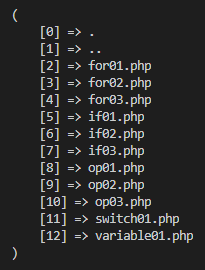 (
[0] => .
[1] => ..
[2] => for01.php
[3] => for02.php
[4] => for03.php
[5] => if01.php
[6] => if02.php
[7] => if03.php
[8] => op01.php
[9] => op02.php
[10] => op03.php
[11] => switch01.php
[12] => variable01.php
)